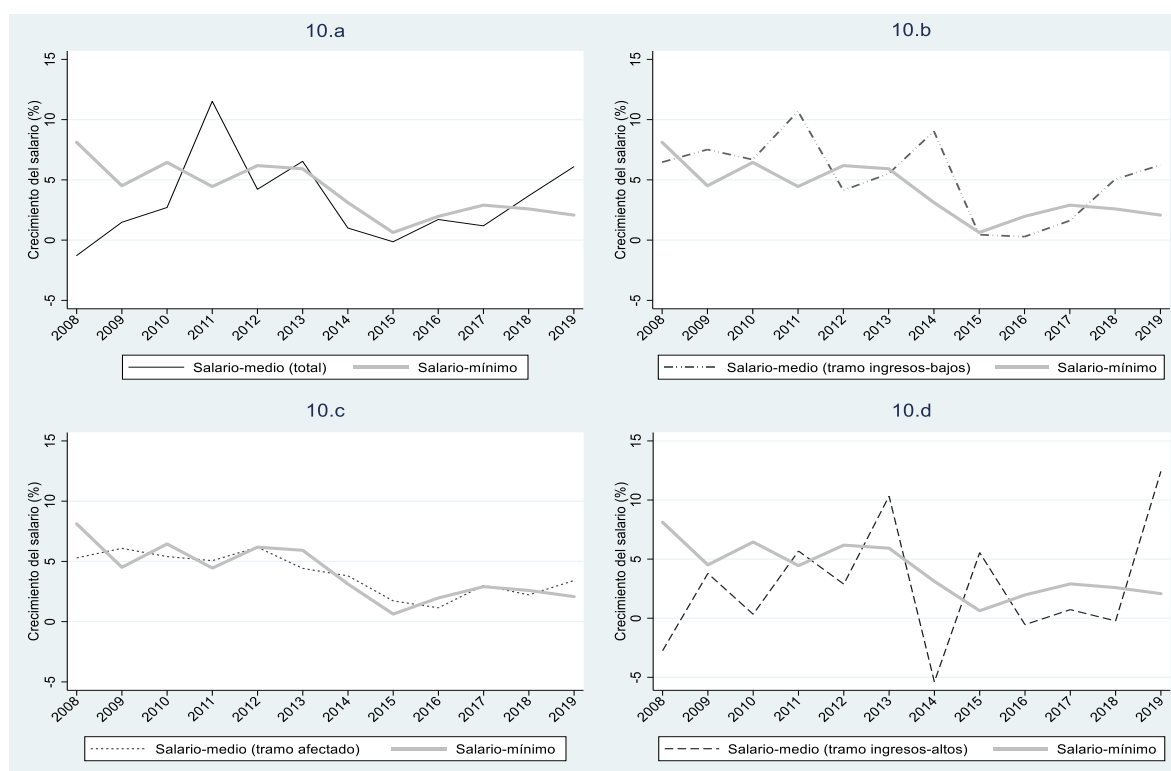 10.a
Crecimiento del salario (%)
15
10
5
0
-5
2008 2009 2010 2011 2012 2013 2014 2015 2016 2017 2018 2019
Salario-medio (total) Salario-mínimo
10.b
Crecimiento del salario (%)
15
10
5
0
-5
2008 2009 2010 2011 2012 2013 2014 2015 2016 2017 2018 2019
Salario-medio (tramo ingresos-bajos) Salario-mínimo
10.c
Crecimiento del salario (%)
15
10
5
0
-5
2008 2009 2010 2011 2012 2013 2014 2015 2016 2017 2018 2019
Salario-medio (tramo afectado) Salario-mínimo
10.d
Crecimiento del salario (%)
15
10
5
0
-5
2008 2009 2010 2011 2012 2013 2014 2015 2016 2017 2018 2019
Salario-medio (tramo ingresos-altos) Salario-mínimo